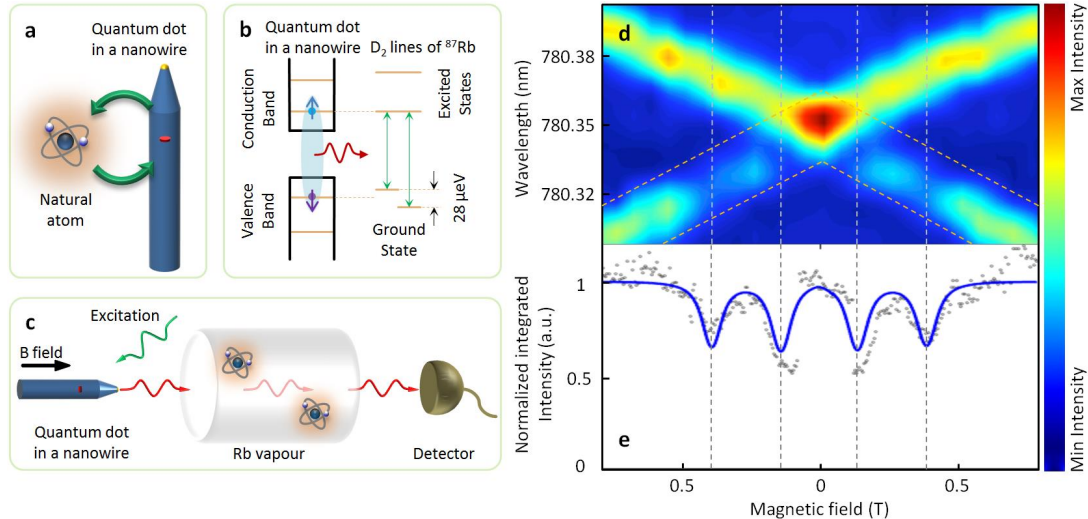 a
Quantum dot
in a nanowire
Natural
atom
b
Quantum dot
in a nanowire
D2 lines of 87Rb
Conduction
Band
Excited
States
Valence
Band
Ground
State
28 μeV
c
Excitation
B field
Quantum dot
in a nanowire
Rb vapour
Detector
d
Wavelength (nm)
780.38
780.35
780.32
Max Intensity
Min Intensity
e
Normalized integrated
Intensity (a.u.)
1
0.5
0
0.5
0
0.5
Magnetic field (T)